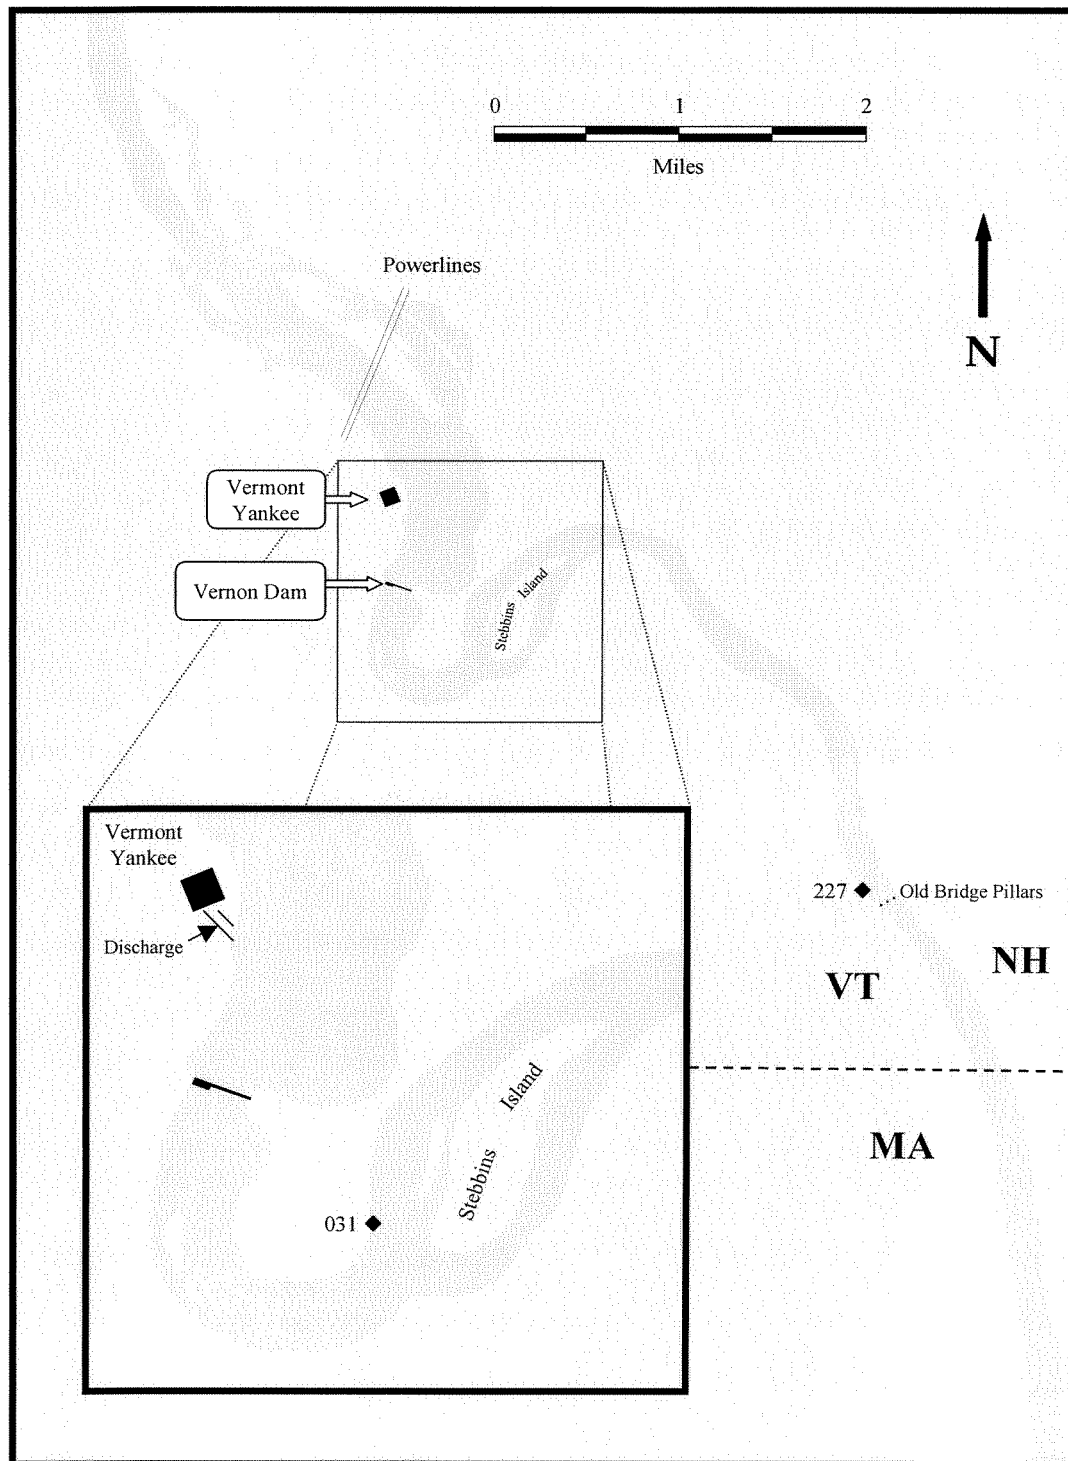 0 1 2
Miles
Powerlines
N
Vermont
Yankee
Vernon Dam
Stebbins Island
Vermont
Yankee
Discharge
Stebbins Island
031
227
Old Bridge Pillars
NH
VT
MA